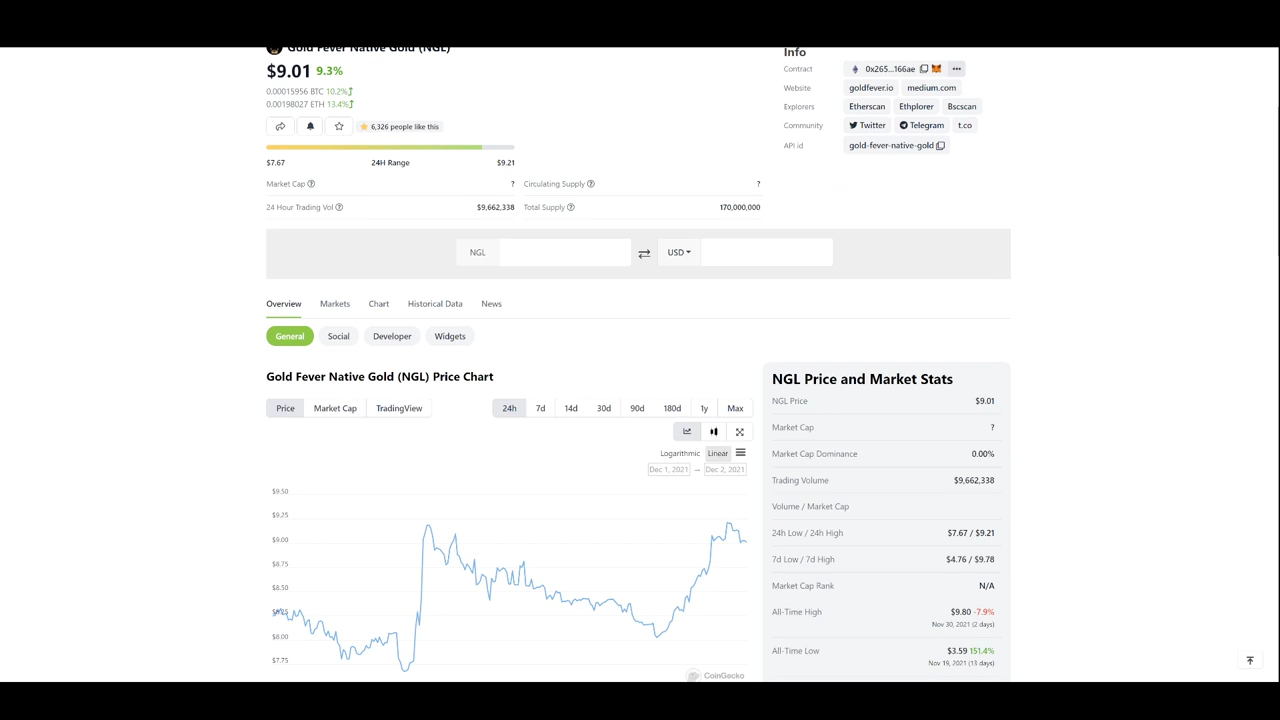 Gold Fever Native Gold (NGL)
$9.01 9.3%
0.00015956 BTC 10.2%
0.00198027 ETH 13.4%
6,326 people like this
$7.67 24H Range $9.21
Market Cap ? Circulating Supply ?
24 Hour Trading Vol $9,662,338 Total Supply 170,000,000
Info
Contract 0x265...166ae
Website goldfever.io medium.com
Explorers Etherscan Ethplorer Bscscan
Community Twitter Telegram t.co
API id gold-fever-native-gold
NGL USD
Overview Markets Chart Historical Data News
General Social Developer Widgets
Gold Fever Native Gold (NGL) Price Chart
Price Market Cap TradingView 24h 7d 14d 30d 90d 180d 1y Max
Logarithmic Linear
Dec 1, 2021 → Dec 2, 2021
$9.50
$9.25
$9.00
$8.75
$8.50
$8.25
$8.00
$7.75
CoinGecko
NGL Price and Market Stats
NGL Price $9.01
Market Cap ?
Market Cap Dominance 0.00%
Trading Volume $9,662,338
Volume / Market Cap
24h Low / 24h High $7.67 / $9.21
7d Low / 7d High $4.76 / $9.78
Market Cap Rank N/A
All-Time High $9.80 -7.9%
Nov 30, 2021 (2 days)
All-Time Low $3.59 151.4%
Nov 19, 2021 (13 days)